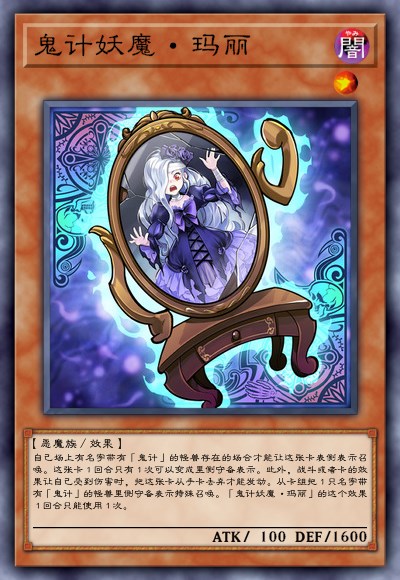 鬼计妖魔·玛丽
やみ
闇
【恶魔族/效果】
自己场上有名字带有「鬼计」的怪兽存在的场合才能让这张卡表侧表示召
唤。这张卡1回合只有1次可以变成里侧守备表示。此外,战斗或者卡的效
果让自己受到伤害时,把这张卡从手卡丢弃才能发动。从卡组把1只名字带
有「鬼计」的怪兽里侧守备表示特殊召唤。「鬼计妖魔·玛丽」的这个效果
1回合只能使用1次。
ATK/ 100 DEF/1600